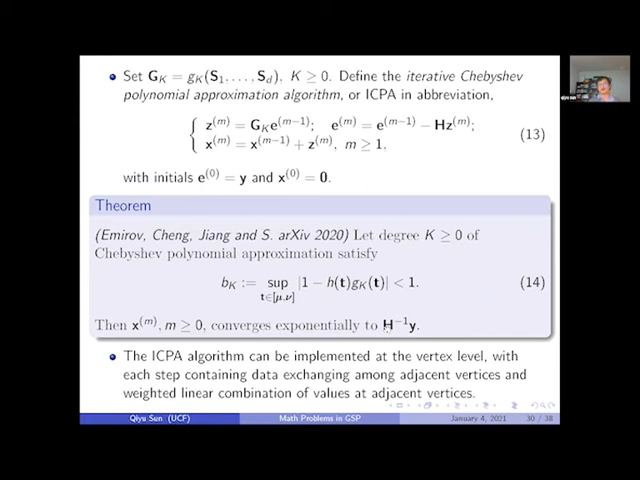 Set G_K = g_K(S_1, . . . , S_d), K ≥ 0. Define the iterative Chebyshev
polynomial approximation algorithm, or ICPA in abbreviation,
z^(m) = G_K e^(m−1); e^(m) = e^(m−1) − Hz^(m);
x^(m) = x^(m−1) + z^(m), m ≥ 1.
(13)
with initials e^(0) = y and x^(0) = 0.
Theorem
(Emirov, Cheng, Jiang and S. arXiv 2020) Let degree K ≥ 0 of
Chebyshev polynomial approximation satisfy
b_K := sup_{t∈[μ,ν]} |1 − h(t)g_K(t)| < 1. (14)
Then x^(m), m ≥ 0, converges exponentially to H^−1 y.
The ICPA algorithm can be implemented at the vertex level, with
each step containing data exchanging among adjacent vertices and
weighted linear combination of values at adjacent vertices.
Qiyu Sun (UCF) Math Problems in GSP January 4, 2021 30 / 38
qiyu sun